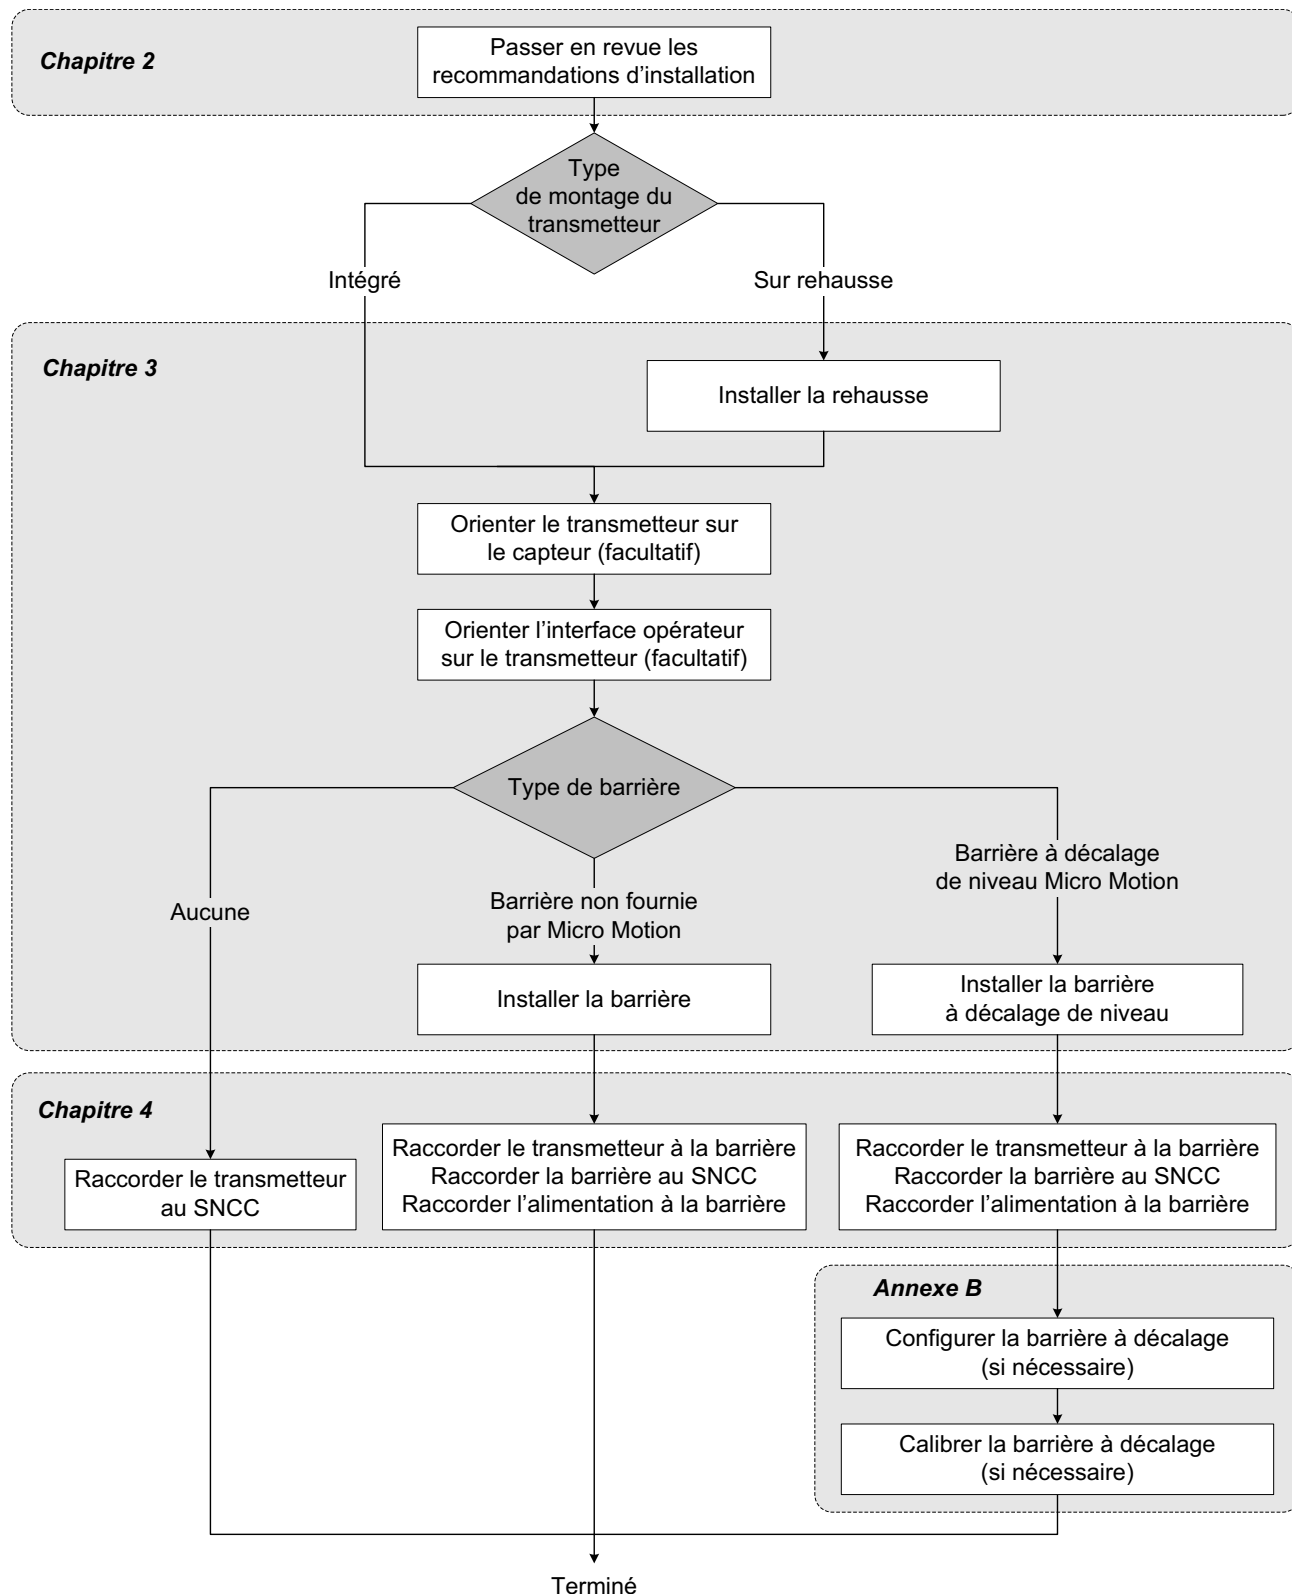 Chapitre 2
Passer en revue les
recommandations d’installation
Type
de montage du
transmetteur
Intégré
Sur rehausse
Chapitre 3
Installer la rehausse
Orienter le transmetteur sur
le capteur (facultatif)
Orienter l’interface opérateur
sur le transmetteur (facultatif)
Type de barrière
Aucune
Barrière non fournie
par Micro Motion
Barrière à décalage
de niveau Micro Motion
Installer la barrière
Installer la barrière
à décalage de niveau
Chapitre 4
Raccorder le transmetteur
au SNCC
Raccorder le transmetteur à la barrière
Raccorder la barrière au SNCC
Raccorder l’alimentation à la barrière
Raccorder le transmetteur à la barrière
Raccorder la barrière au SNCC
Raccorder l’alimentation à la barrière
Annexe B
Configurer la barrière à décalage
(si nécessaire)
Calibrer la barrière à décalage
(si nécessaire)
Terminé